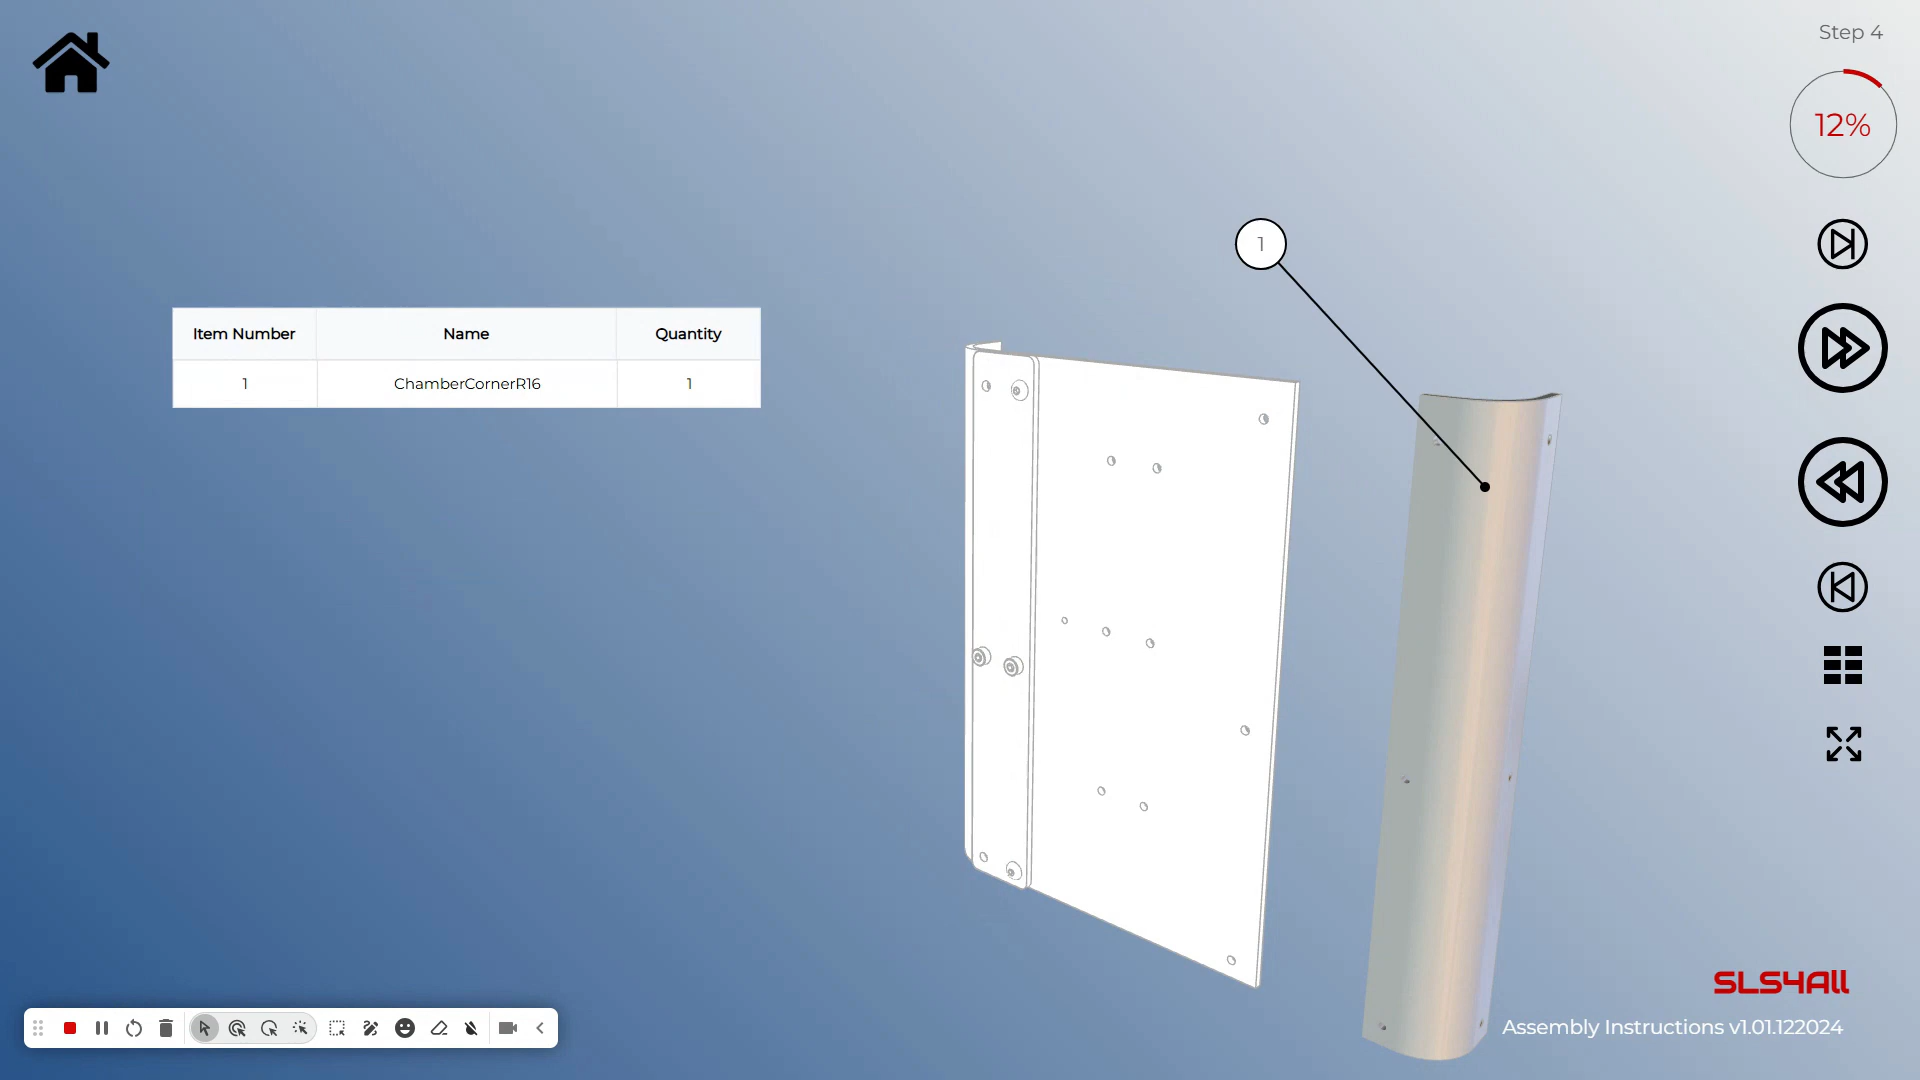 Step 4
12%
1
Item Number Name Quantity
1 ChamberCornerR16 1
SLS4All
Assembly Instructions v1.01.122024